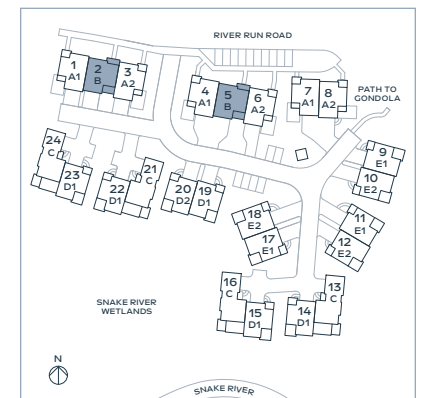 RIVER RUN ROAD
1
A1
2
B
3
A2
4
A1
5
B
6
A2
7
A1
8
A2
PATH TO
GONDOLA
9
E1
10
E2
11
E1
12
E2
24
C
23
D1
22
D1
21
C
20
D2
19
D1
18
E2
17
E1
16
C
15
D1
14
D1
13
C
SNAKE RIVER
WETLANDS
N
SNAKE RIVER